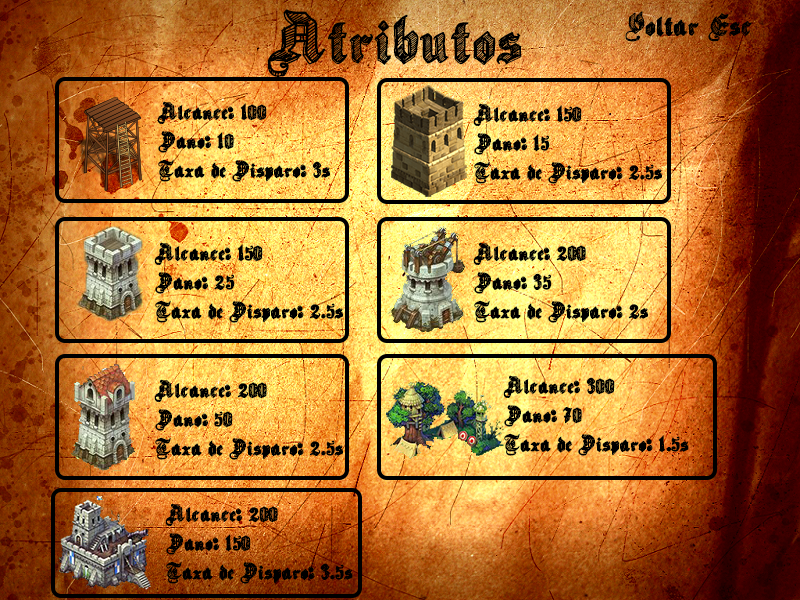 Atributos
Voltar Esc
Alcance: 100
Dano: 10
Taxa de Disparo: 3s
Alcance: 150
Dano: 15
Taxa de Disparo: 2.5s
Alcance: 150
Dano: 25
Taxa de Disparo: 2.5s
Alcance: 200
Dano: 35
Taxa de Disparo: 2s
Alcance: 200
Dano: 50
Taxa de Disparo: 2.5s
Alcance: 300
Dano: 70
Taxa de Disparo: 1.5s
Alcance: 200
Dano: 150
Taxa de Disparo: 3.5s